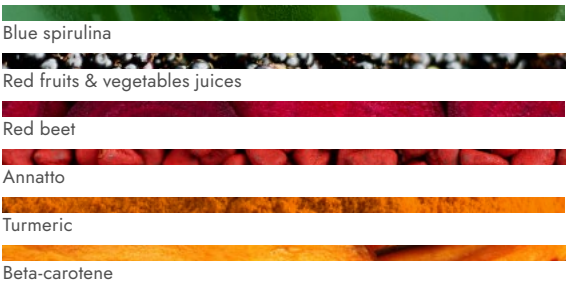 Blue spirulina
Red fruits & vegetables juices
Red beet
Annatto
Turmeric
Beta-carotene